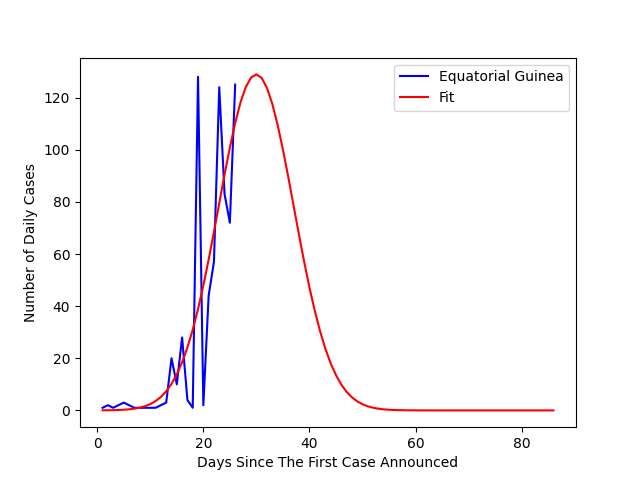 Equatorial Guinea
Fit
Number of Daily Cases
120
100
80
60
40
20
0
0 20 40 60 80
Days Since The First Case Announced